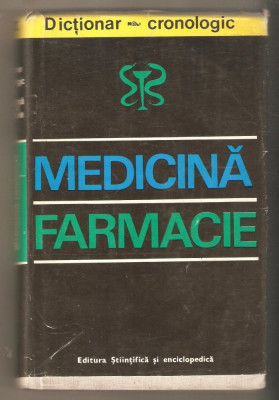 Dicționar cronologic
MEDICINĂ
FARMACIE
Editura Științifică și enciclopedică